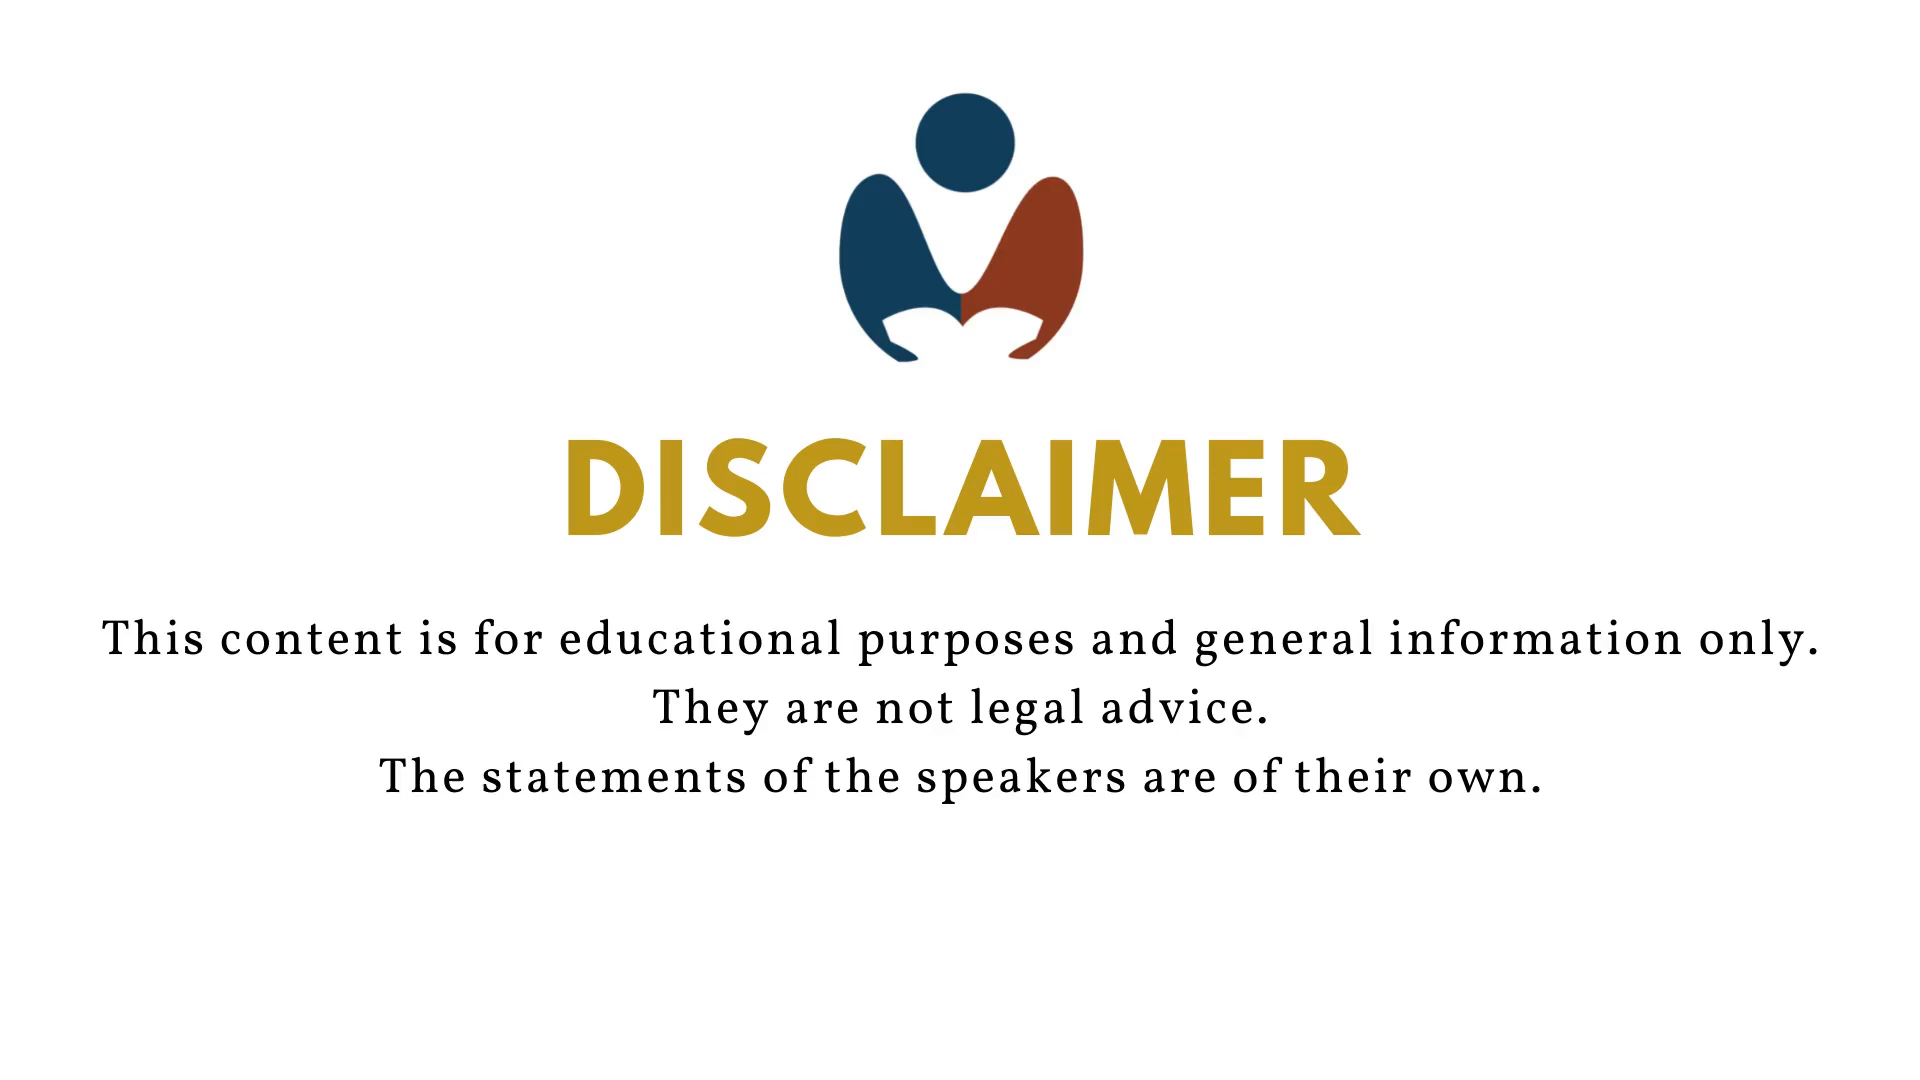 DISCLAIMER
This content is for educational purposes and general information only.
They are not legal advice.
The statements of the speakers are of their own.